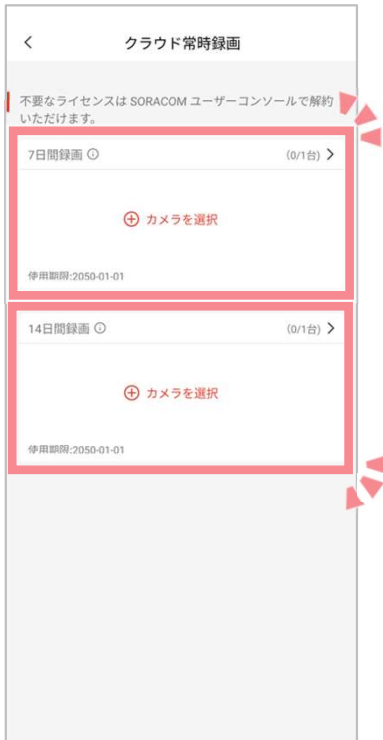 クラウド常時録画
不要なライセンスは SORACOM ユーザーコンソールで解約
いただけます。
7日間録画 (0/1台)
カメラを選択
使用期限:2050-01-01
14日間録画 (0/1台)
カメラを選択
使用期限:2050-01-01